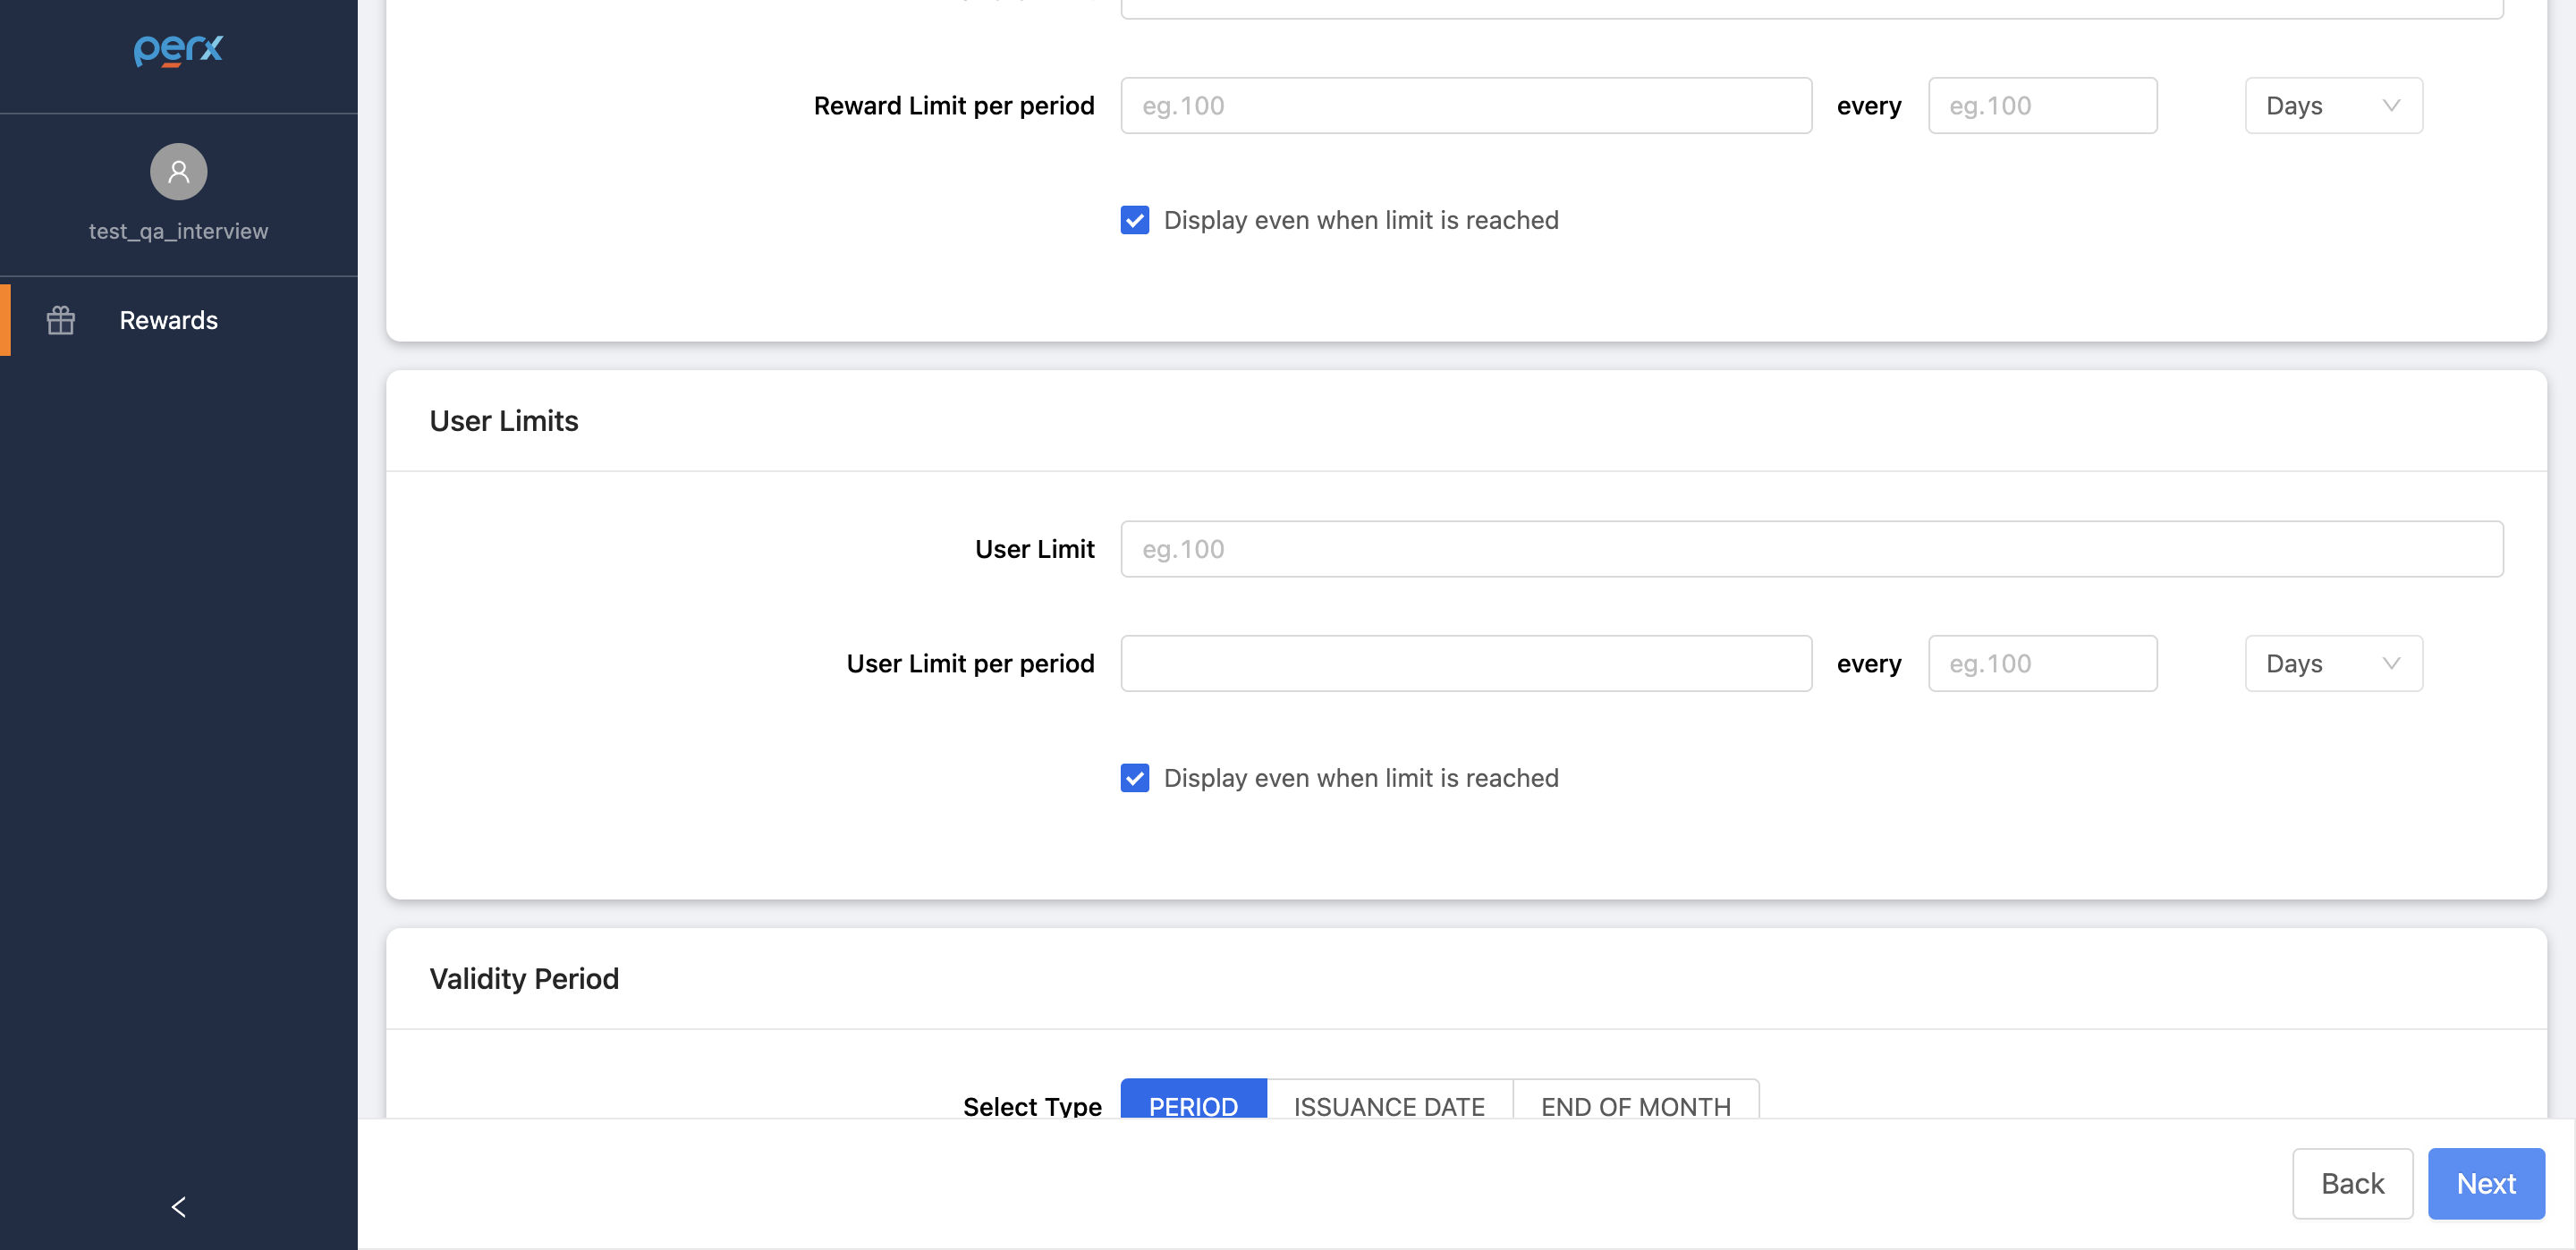 perx
test_qa_interview
Rewards
Reward Limit per period eg.100 every eg.100 Days
Display even when limit is reached
User Limits
User Limit eg.100
User Limit per period every eg.100 Days
Display even when limit is reached
Validity Period
Select Type PERIOD ISSUANCE DATE END OF MONTH
Back Next